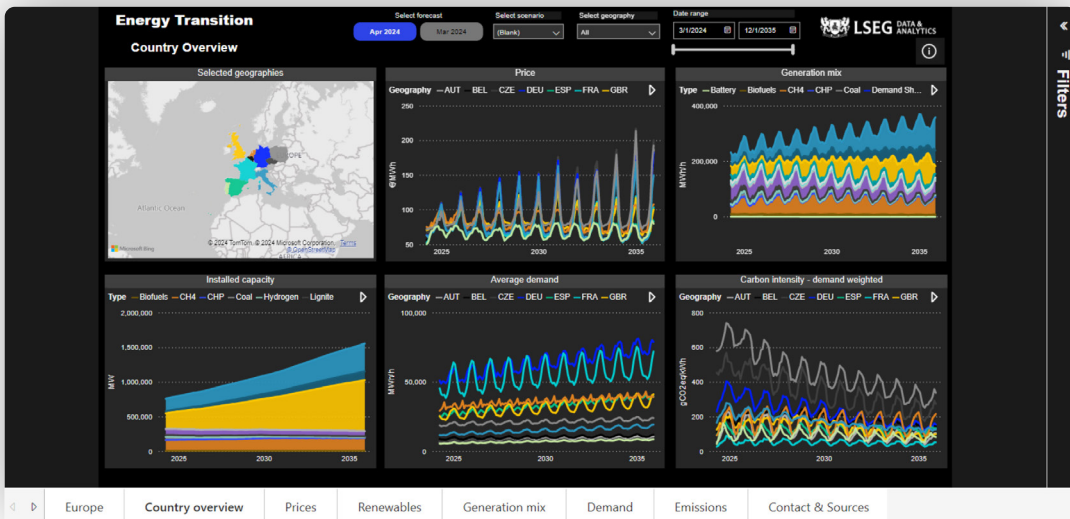 Energy Transition
Country Overview
Select forecast
Apr 2024
Mar 2024
Select scenario
(Blank)
Select geography
All
Date range
3/1/2024
12/1/2035
LSEG DATA & ANALYTICS
Filters
Selected geographies
Atlantic Ocean
Microsoft Bing
© 2024 TomTom, © 2024 Microsoft Corporation, Terms
© OpenStreetMap
Price
Geography AUT BEL CZE DEU ESP FRA GBR
250
200
150
100
50
2025
2030
2035
Generation mix
Type Battery Biofuels CH4 CHP Coal Demand Sh...
MWh/h
400,000
200,000
0
2025
2030
2035
Installed capacity
Type Biofuels CH4 CHP Coal Hydrogen Lignite
MW
2,000,000
1,500,000
1,000,000
500,000
0
2025
2030
2035
Average demand
Geography AUT BEL CZE DEU ESP FRA GBR
MWh/h
100,000
50,000
0
2025
2030
2035
Carbon intensity - demand weighted
Geography AUT BEL CZE DEU ESP FRA GBR
gCO2eq/kWh
800
600
400
200
0
2025
2030
2035
Europe
Country overview
Prices
Renewables
Generation mix
Demand
Emissions
Contact & Sources